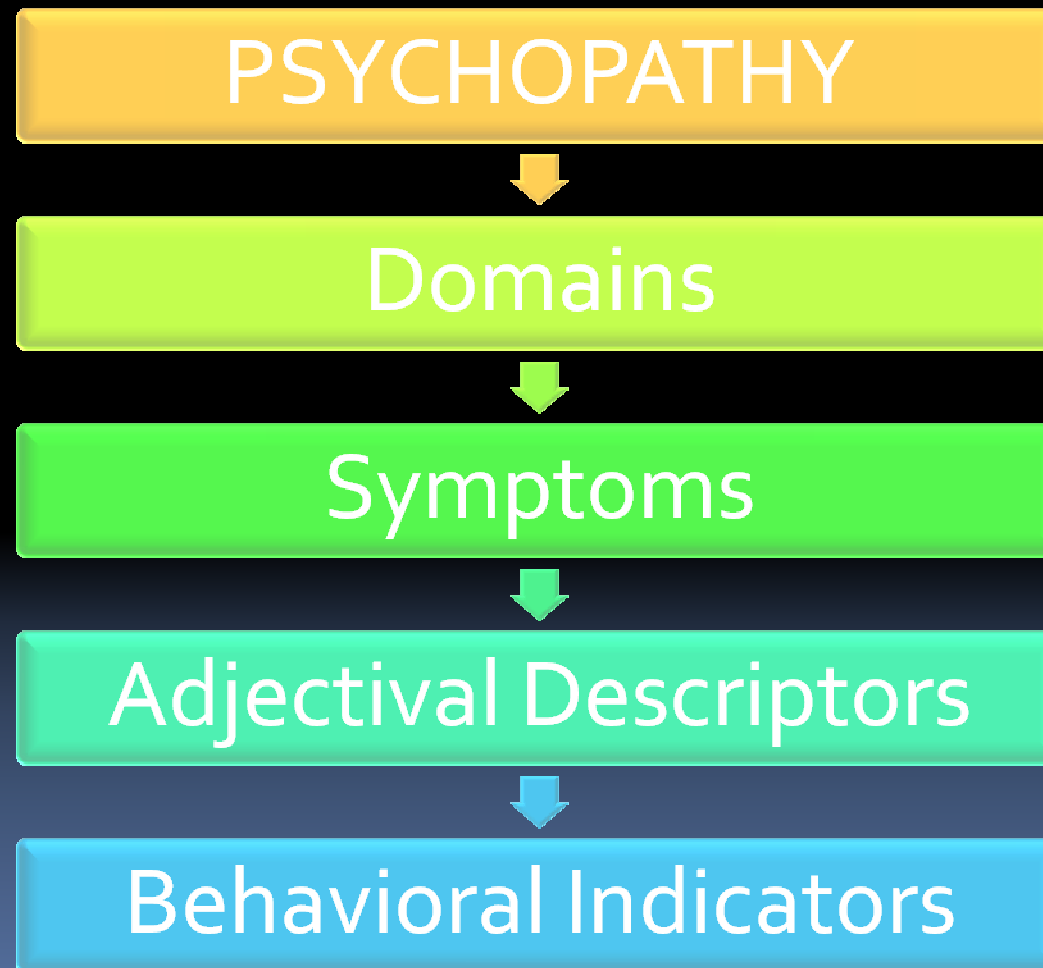 PSYCHOPATHY
Domains
Symptoms
Adjectival Descriptors
Behavioral Indicators